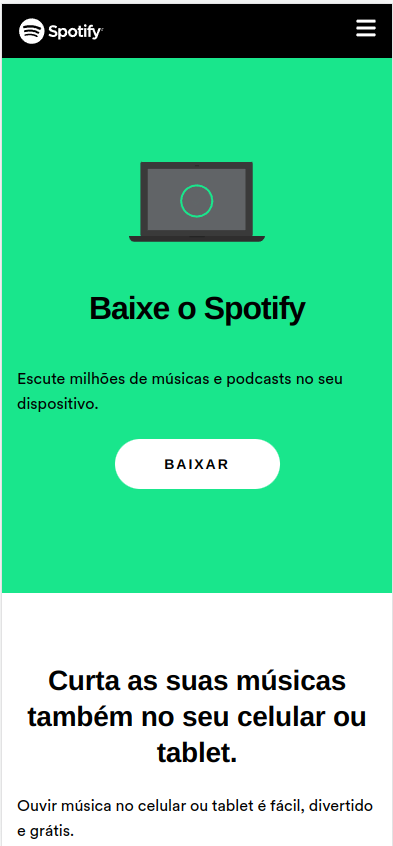 Spotify
Baixe o Spotify
Escute milhões de músicas e podcasts no seu
dispositivo.
BAIXAR
Curta as suas músicas
também no seu celular ou
tablet.
Ouvir música no celular ou tablet é fácil, divertido
e grátis.